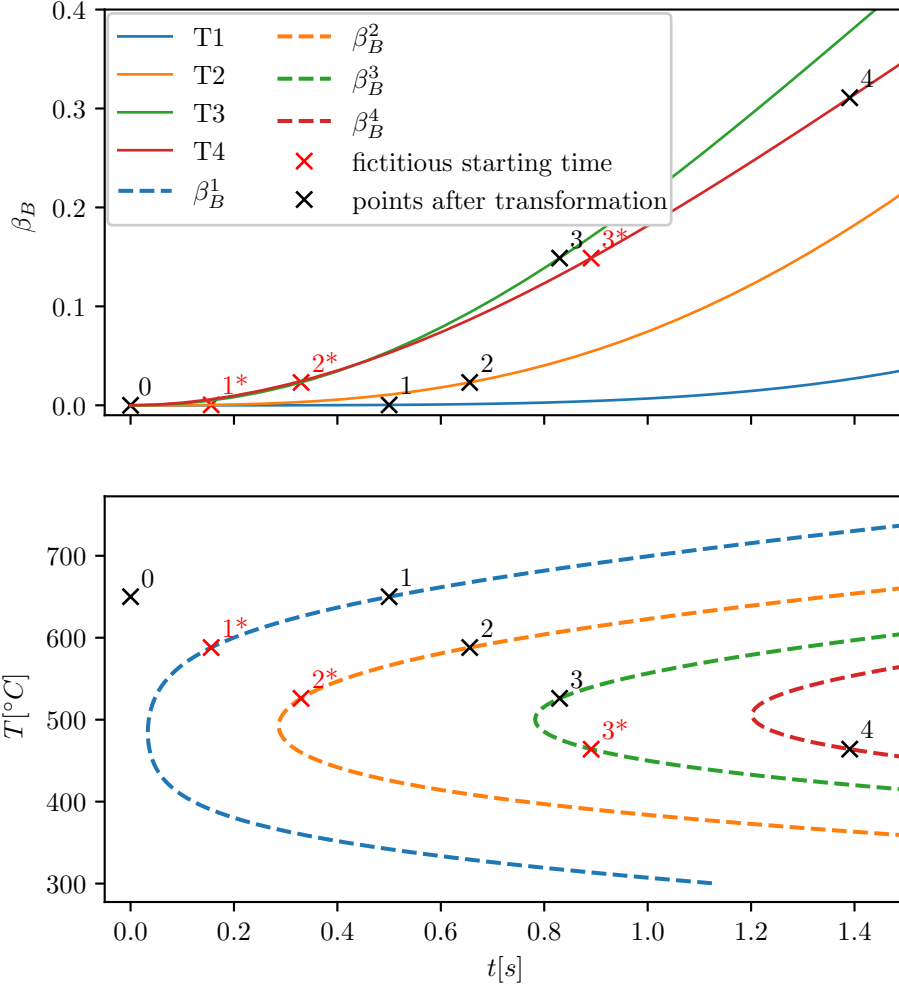 0.4
0.3
0.2
0.1
0.0
β_B
T1
T2
T3
T4
β_B^1
β_B^2
β_B^3
β_B^4
fictitious starting time
points after transformation
0
1*
2*
1
2
3
3*
4
700
600
500
400
300
T[°C]
0
1
1*
2
2*
3
3*
4
0.0 0.2 0.4 0.6 0.8 1.0 1.2 1.4
t[s]